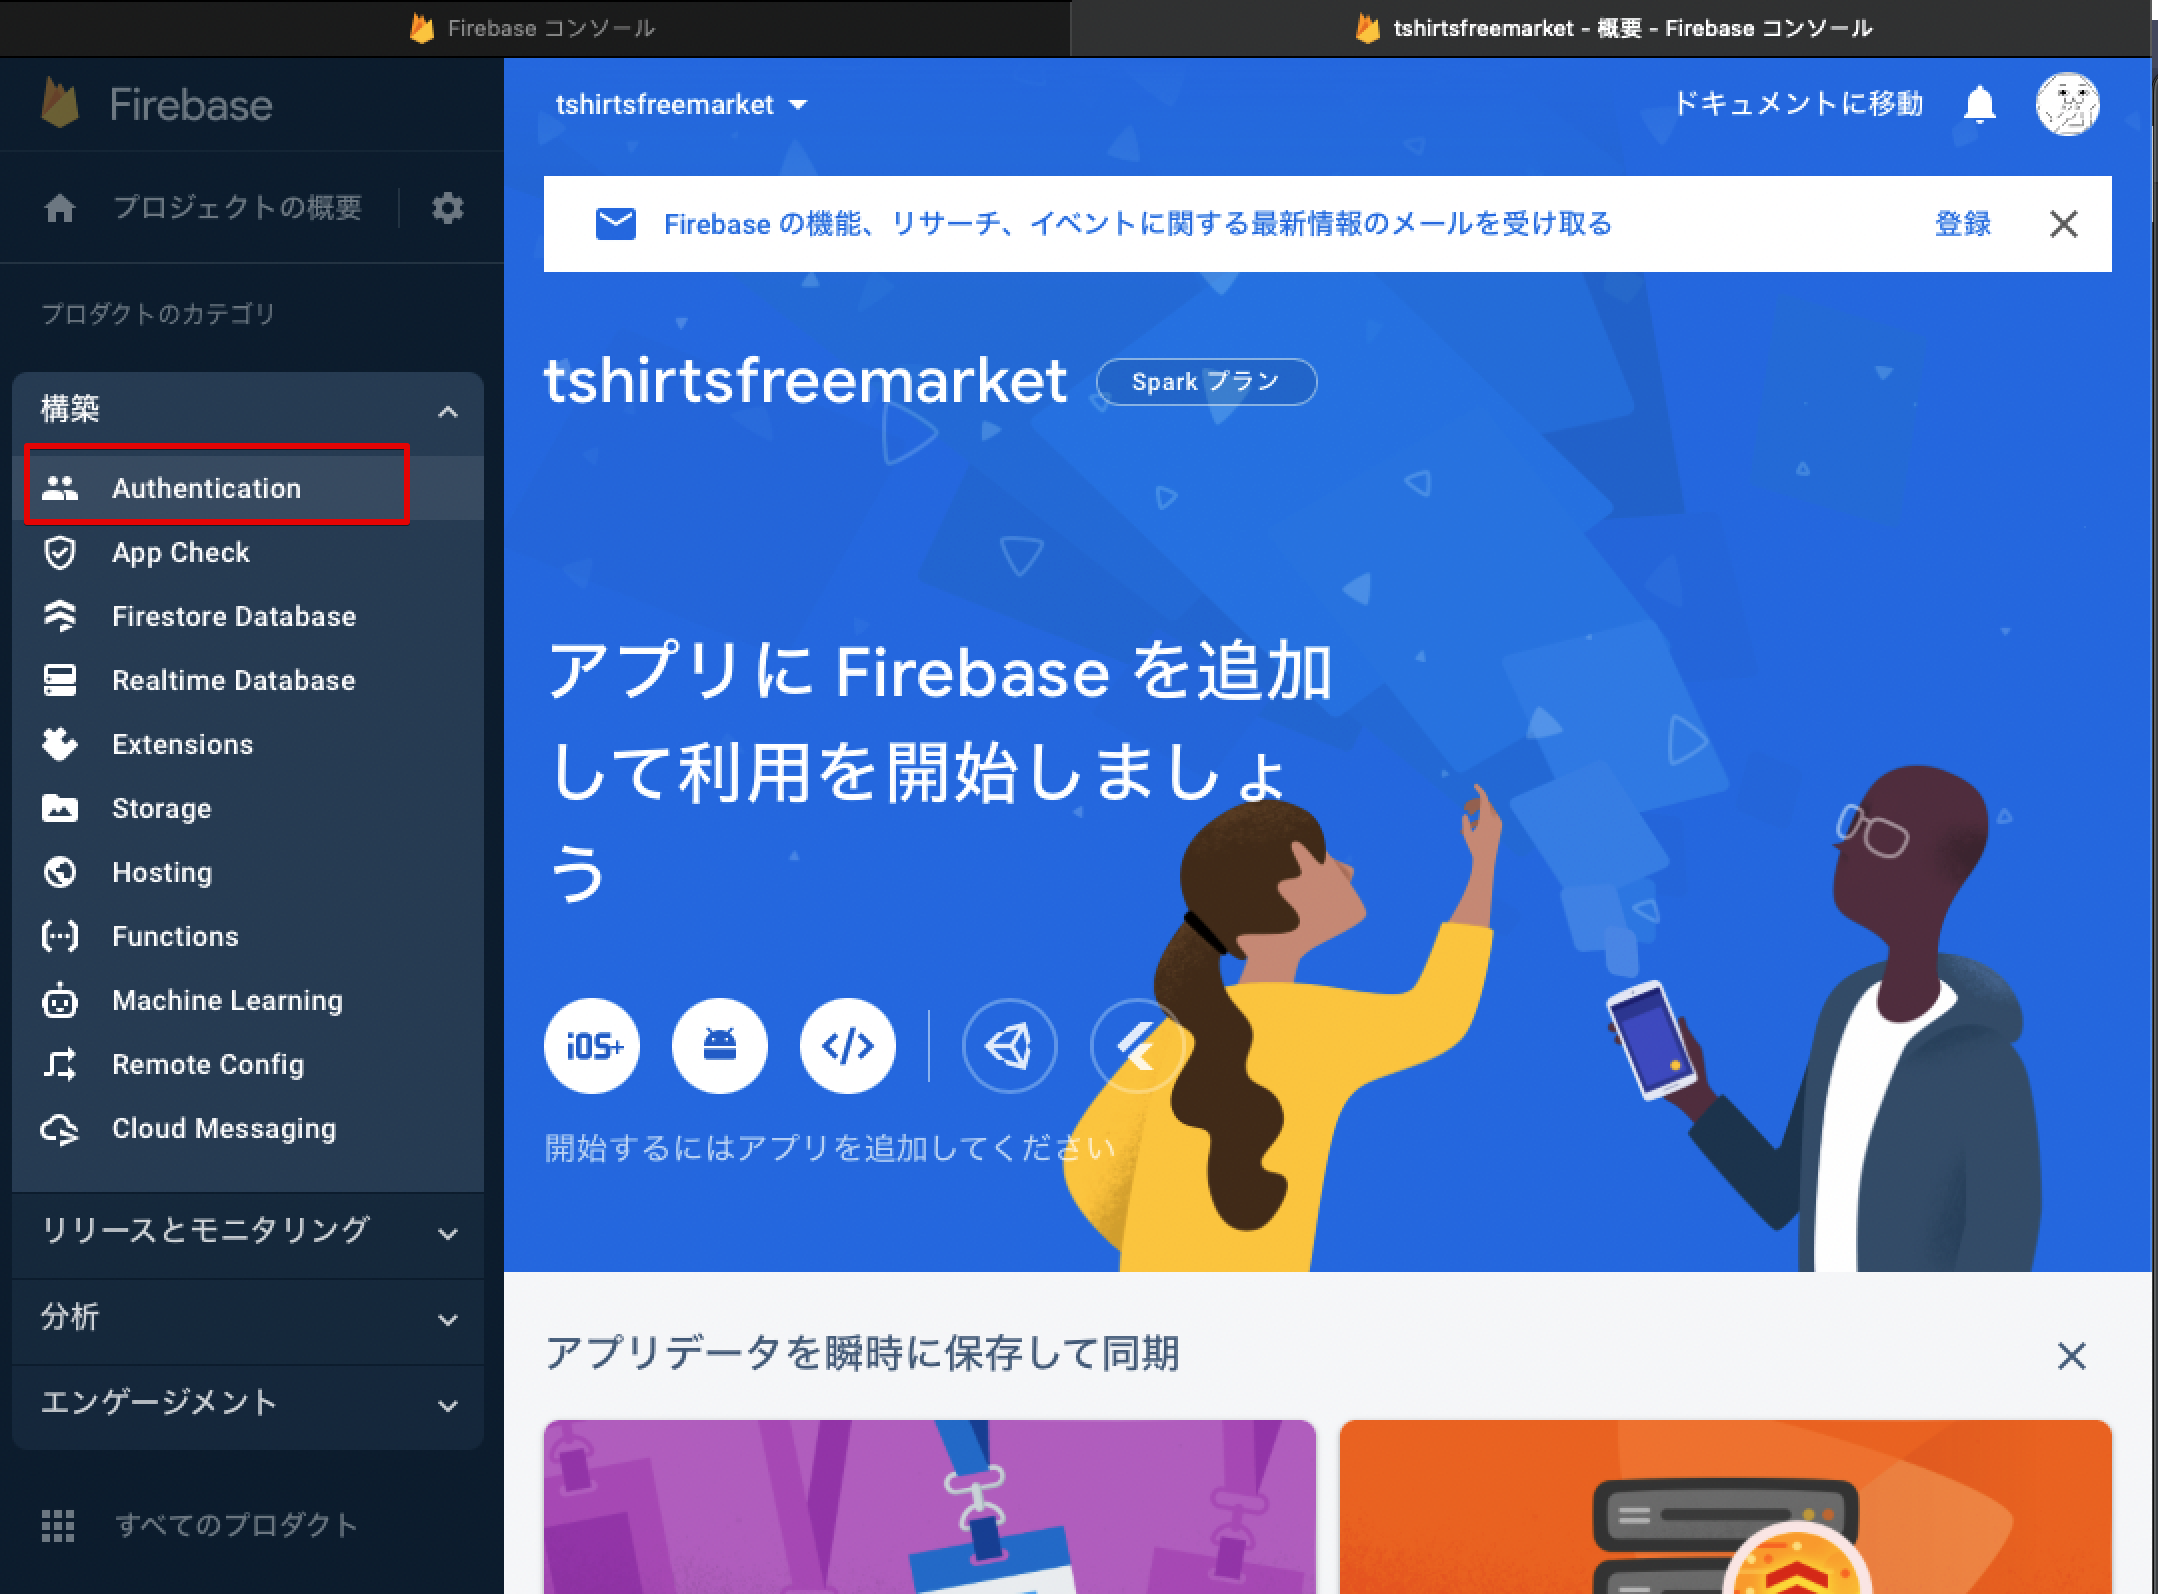 Firebase コンソール
tshirtsfreemarket - 概要 - Firebase コンソール
Firebase
プロジェクトの概要
プロダクトのカテゴリ
構築
Authentication
App Check
Firestore Database
Realtime Database
Extensions
Storage
Hosting
Functions
Machine Learning
Remote Config
Cloud Messaging
リリースとモニタリング
分析
エンゲージメント
すべてのプロダクト
tshirtsfreemarket
ドキュメントに移動
Firebase の機能、リサーチ、イベントに関する最新情報のメールを受け取る
登録
tshirtsfreemarket
Spark プラン
アプリに Firebase を追加
して利用を開始しましょ
う
iOS+
開始するにはアプリを追加してください
アプリデータを瞬時に保存して同期